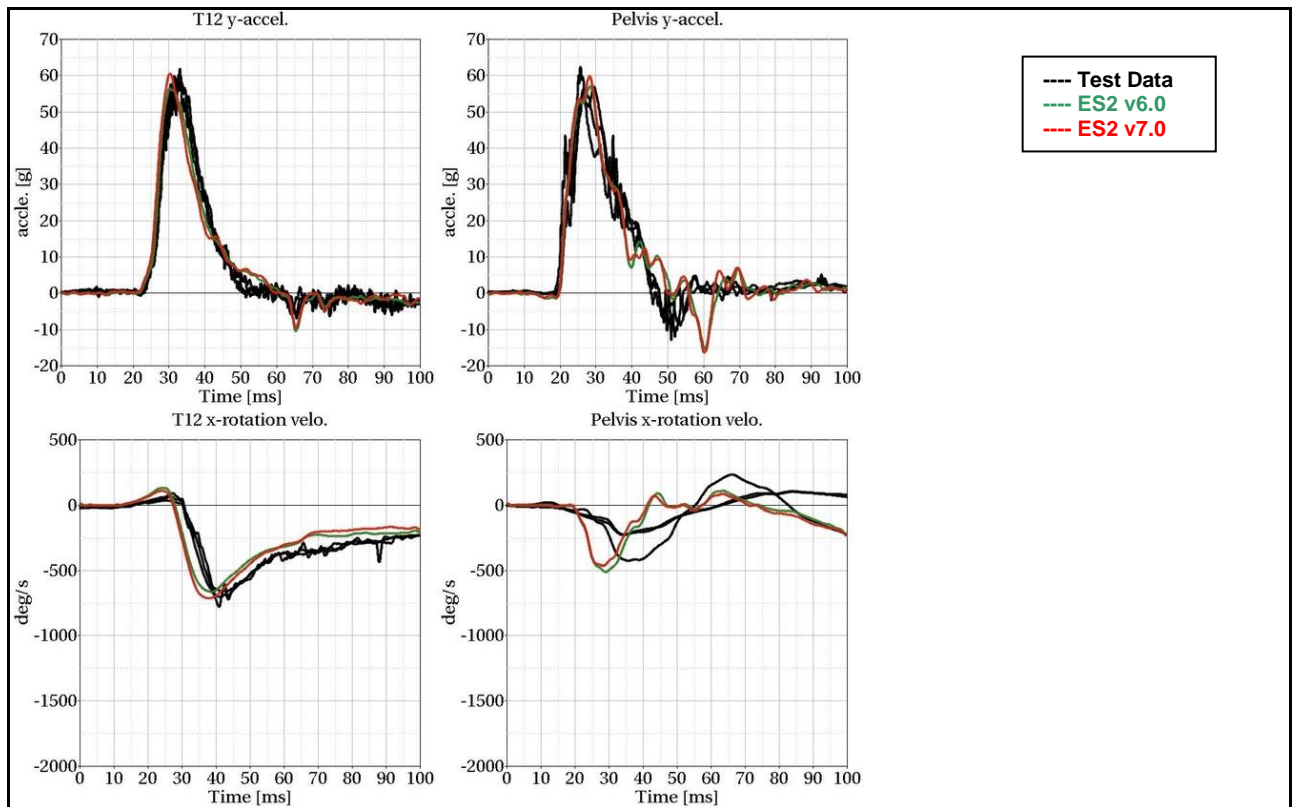 T12 y-accel.
accle. [g]
70
60
50
40
30
20
10
0
-10
-20
0 10 20 30 40 50 60 70 80 90 100
Time [ms]
Pelvis y-accel.
accle. [g]
70
60
50
40
30
20
10
0
-10
-20
0 10 20 30 40 50 60 70 80 90 100
Time [ms]
---- Test Data
---- ES2 v6.0
---- ES2 v7.0
T12 x-rotation velo.
deg/s
500
0
-500
-1000
-1500
-2000
0 10 20 30 40 50 60 70 80 90 100
Time [ms]
Pelvis x-rotation velo.
deg/s
500
0
-500
-1000
-1500
-2000
0 10 20 30 40 50 60 70 80 90 100
Time [ms]